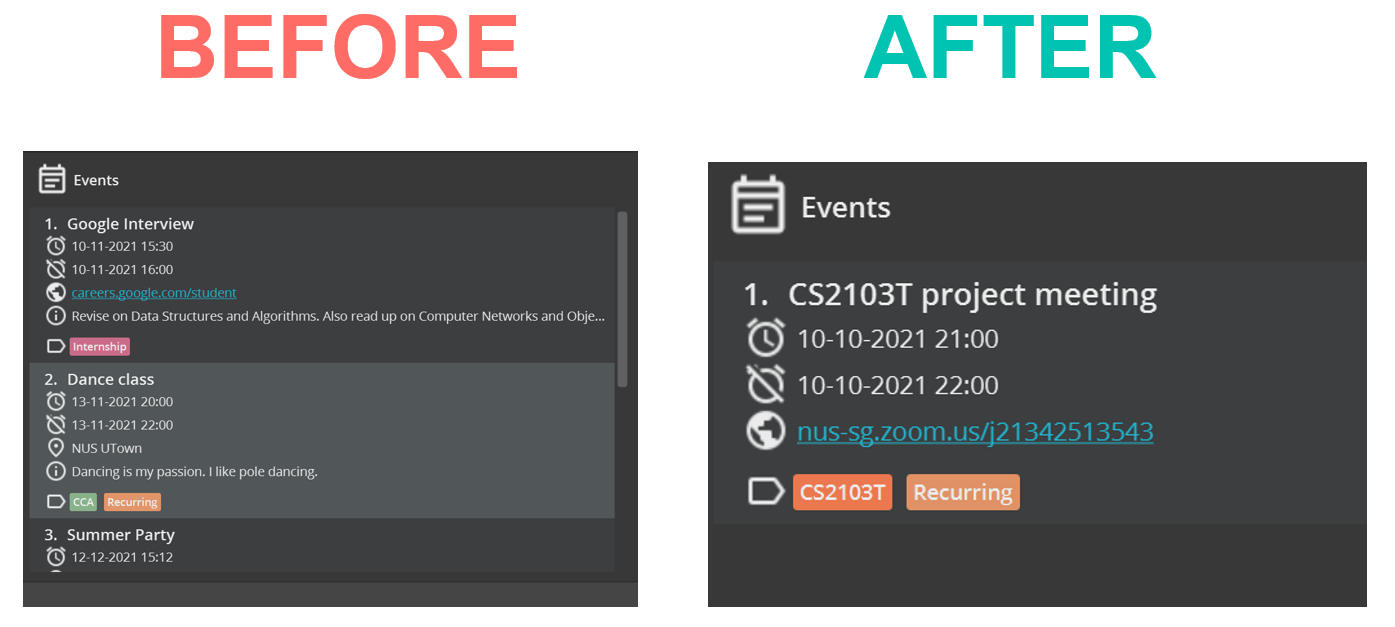 BEFORE
AFTER
Events
1. Google Interview
10-11-2021 15:30
10-11-2021 16:00
careers.google.com/student
Revise on Data Structures and Algorithms. Also read up on Computer Networks and Obje...
Internship
2. Dance class
13-11-2021 20:00
13-11-2021 22:00
NUS UTown
Dancing is my passion. I like pole dancing.
CCA Recurring
3. Summer Party
12-12-2021 15:12
Events
1. CS2103T project meeting
10-10-2021 21:00
10-10-2021 22:00
nus-sg.zoom.us/j21342513543
CS2103T Recurring